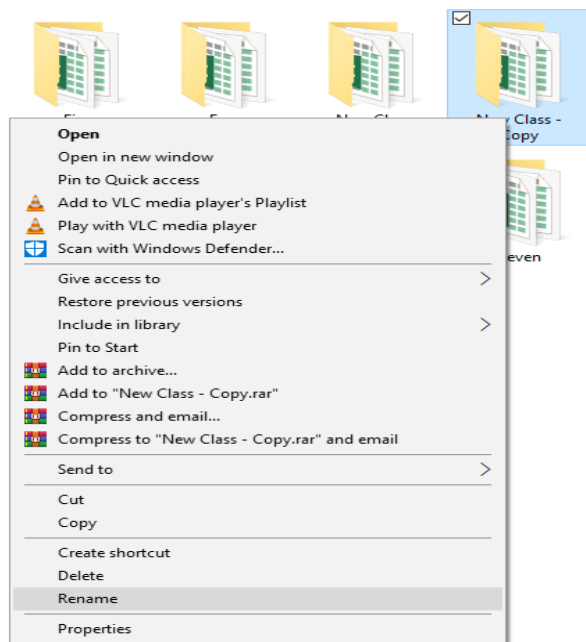 Class -
Copy
even
Open
Open in new window
Pin to Quick access
Add to VLC media player's Playlist
Play with VLC media player
Scan with Windows Defender...
Give access to
Restore previous versions
Include in library
Pin to Start
Add to archive...
Add to "New Class - Copy.rar"
Compress and email...
Compress to "New Class - Copy.rar" and email
Send to
Cut
Copy
Create shortcut
Delete
Rename
Properties